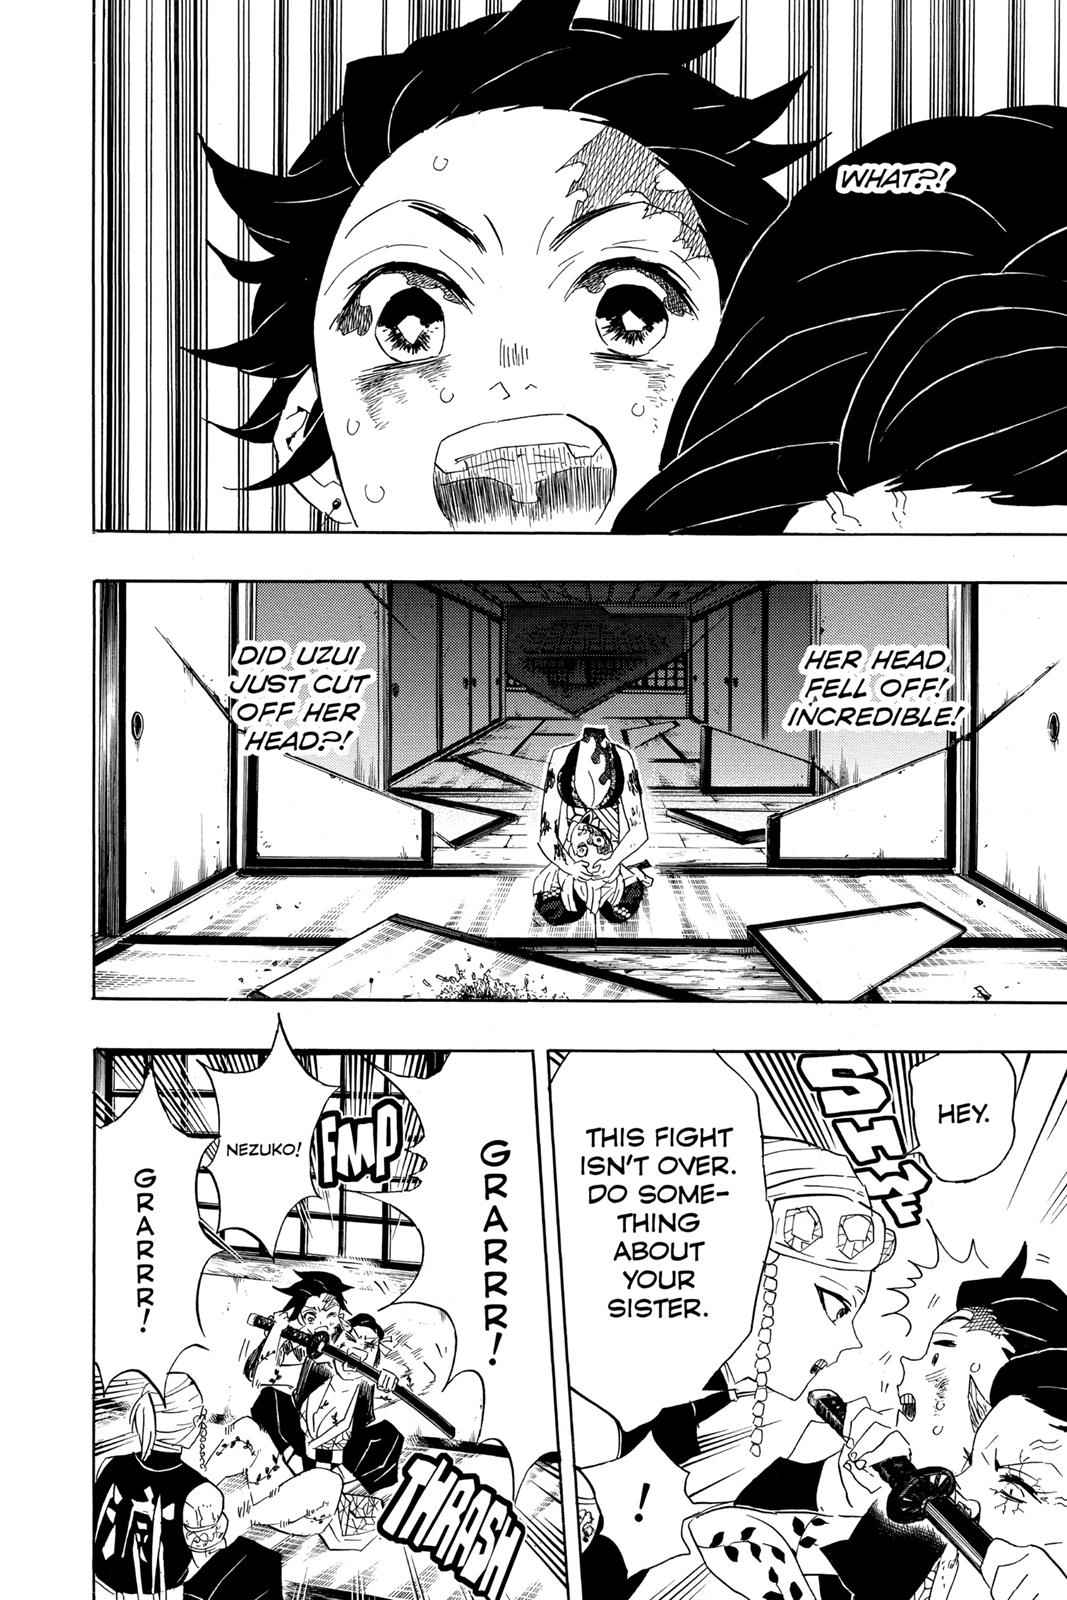 WHAT?!
HER HEAD
FELL OFF!
INCREDIBLE!
DID UZUI
JUST CUT
OFF HER
HEAD?!
HEY.
SHF
THIS FIGHT
ISN'T OVER.
DO SOME-
THING
ABOUT
YOUR
SISTER.
!
GRARRR!
FMP
NEZUKO!
GRARRR!
THRASH